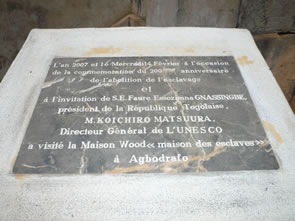 L'an 2007 et le Mercredi 14 Février à l'occasion
de la commemoration du 200ème anniversaire
de l'abolition de l'esclavage
et
à l'invitation de S.E. Faure Essozimna GNASSINGBE,
président de la République Togolaise,
M. KOICHIRO MATSUURA,
Directeur Général de L'UNESCO
a visité la Maison Wood «maison des esclaves»
à Agbodrafo